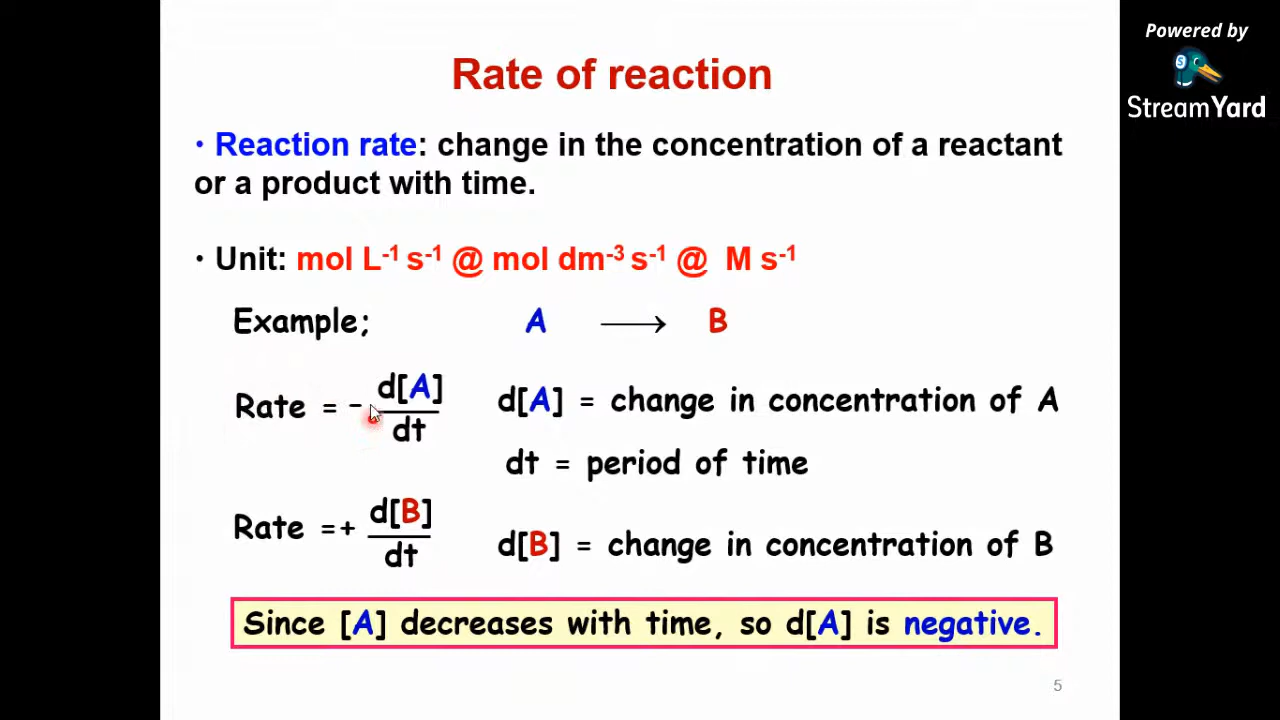 Powered by
StreamYard
Rate of reaction
• Reaction rate: change in the concentration of a reactant
or a product with time.
• Unit: mol L⁻¹ s⁻¹ @ mol dm⁻³ s⁻¹ @ M s⁻¹
Example; A ⟶ B
Rate = - d[A]/dt d[A] = change in concentration of A
dt = period of time
Rate =+ d[B]/dt d[B] = change in concentration of B
Since [A] decreases with time, so d[A] is negative.
5